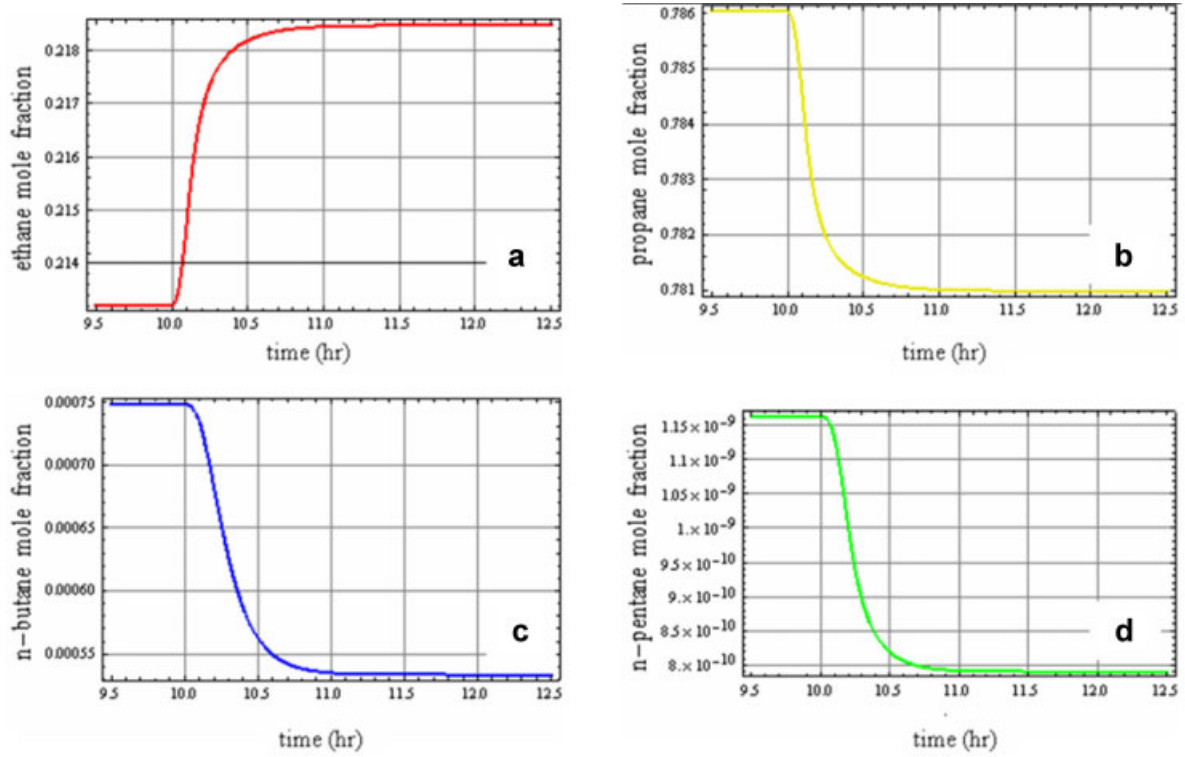 ethane mole fraction
0.218
0.217
0.216
0.215
0.214
a
9.5 10.0 10.5 11.0 11.5 12.0 12.5
time (hr)
propane mole fraction
0.786
0.785
0.784
0.783
0.782
0.781
b
9.5 10.0 10.5 11.0 11.5 12.0 12.5
time (hr)
n-butane mole fraction
0.00075
0.00070
0.00065
0.00060
0.00055
c
9.5 10.0 10.5 11.0 11.5 12.0 12.5
time (hr)
n-pentane mole fraction
1.15×10⁻⁹
1.1×10⁻⁹
1.05×10⁻⁹
1.×10⁻⁹
9.5×10⁻¹⁰
9.×10⁻¹⁰
8.5×10⁻¹⁰
8.×10⁻¹⁰
d
9.5 10.0 10.5 11.0 11.5 12.0 12.5
time (hr)